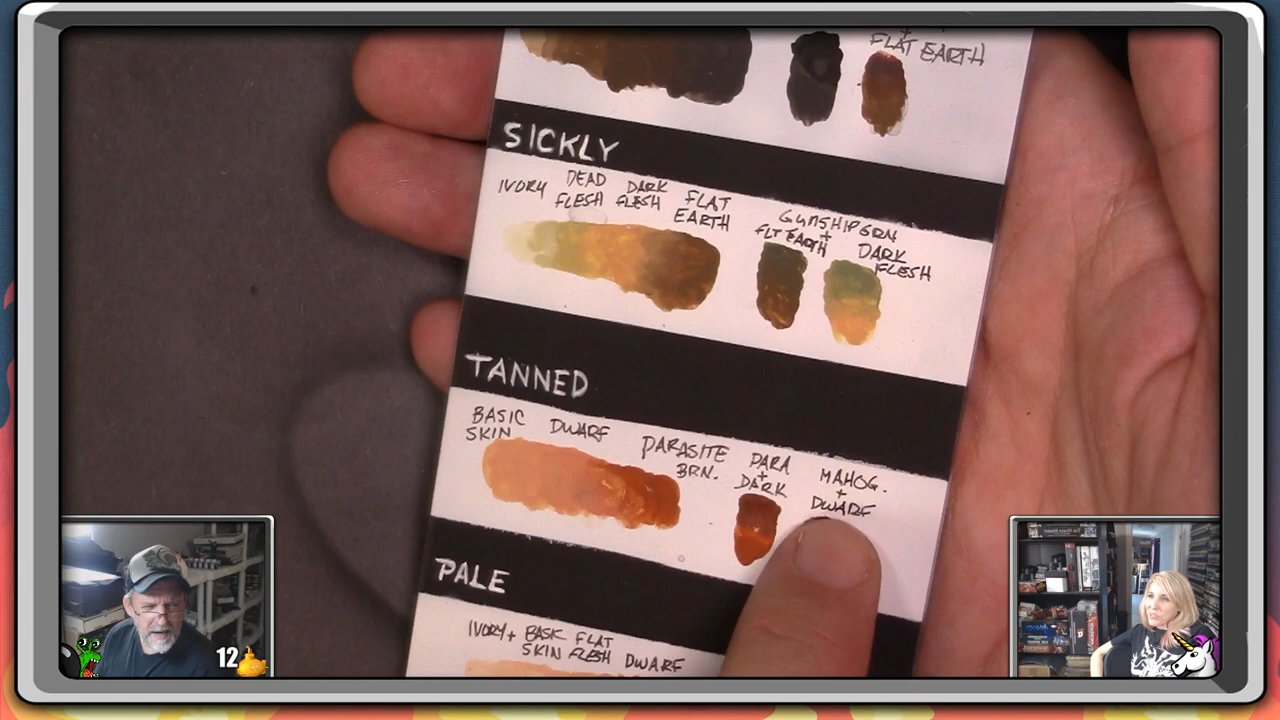 FLAT EARTH
SICKLY
IVORY
DEAD
FLESH
DARK
FLESH
FLAT
EARTH
GUNSHIP GRN
+
FLT EARTH
DARK
FLESH
TANNED
BASIC
SKIN
DWARF
PARASITE
BRN.
PARA
+
DARK
MAHOG.
+
DWARF
PALE
IVORY + BASIC FLAT
SKIN FLESH DWARF
12